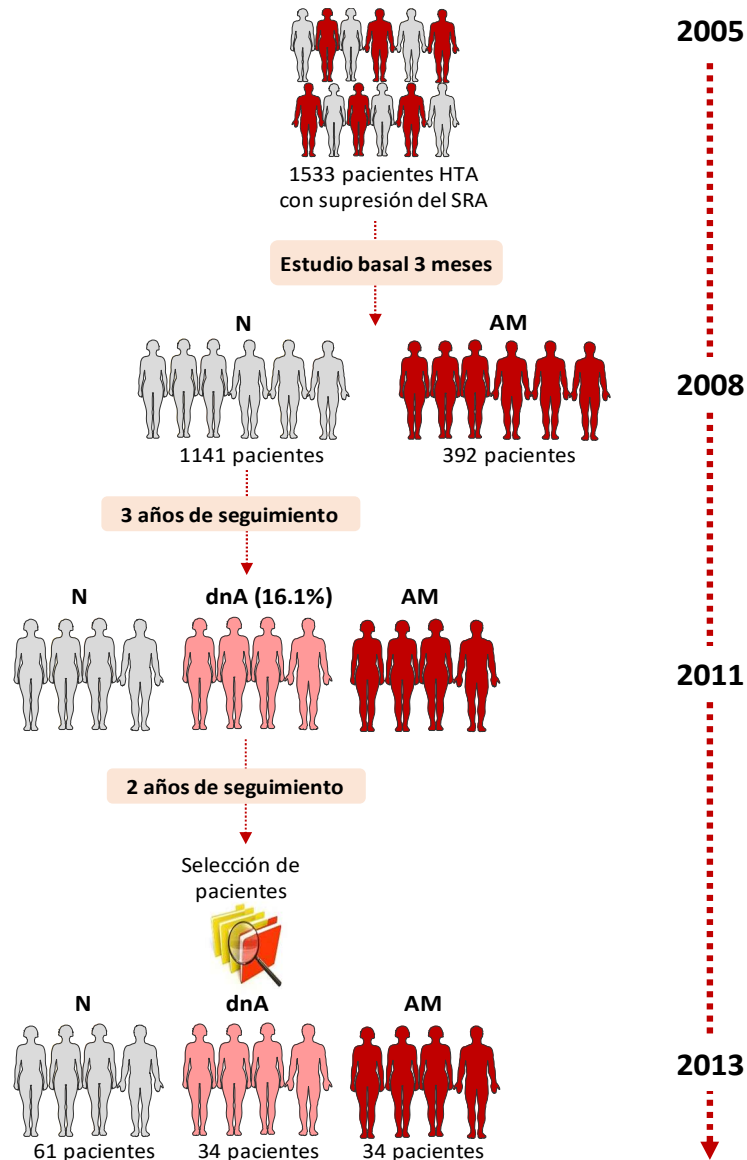 2005
1533 pacientes HTA
con supresión del SRA
Estudio basal 3 meses
N
AM
2008
1141 pacientes
392 pacientes
3 años de seguimiento
N
dnA (16.1%)
AM
2011
2 años de seguimiento
Selección de
pacientes
N
dnA
AM
2013
61 pacientes
34 pacientes
34 pacientes